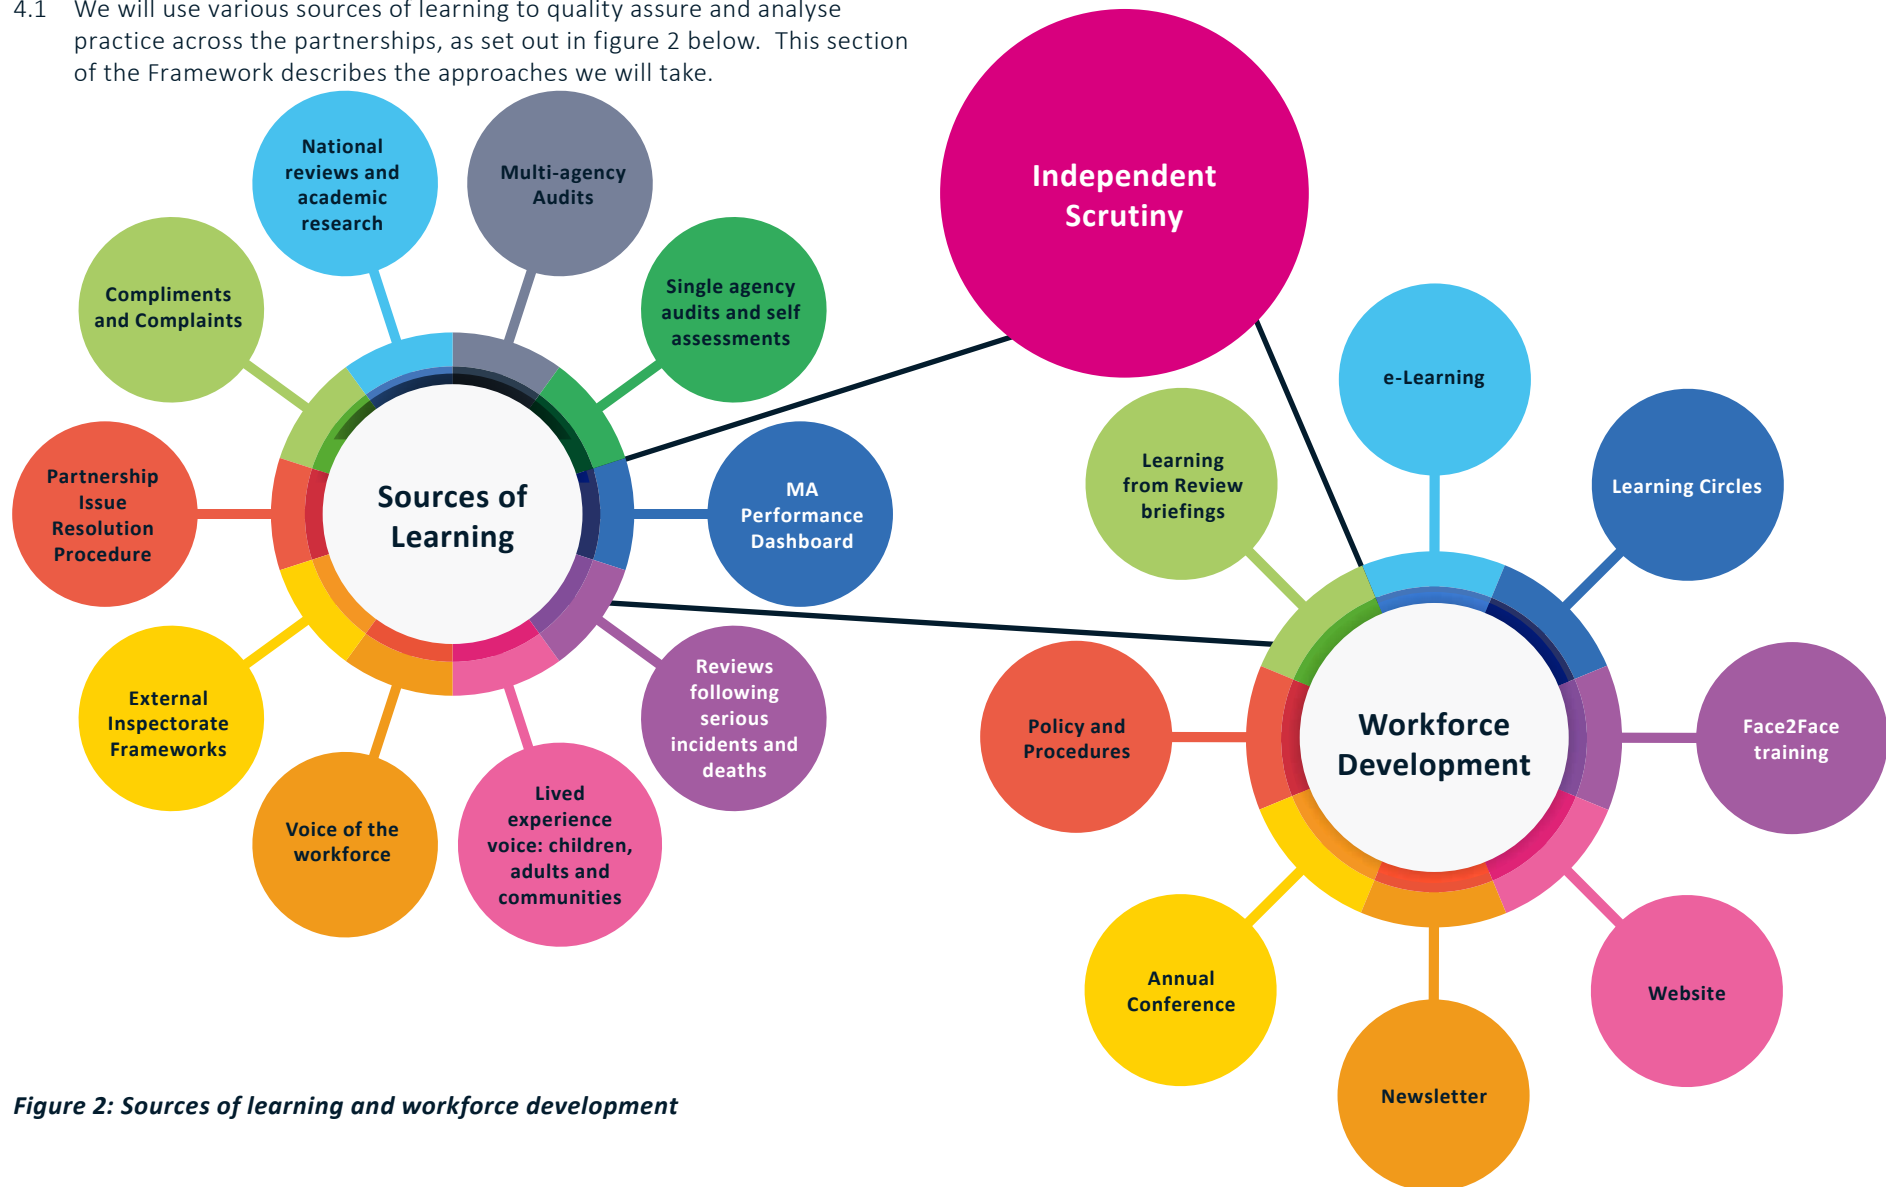 4.1 We will use various sources of learning to quality assure and analyse
practice across the partnerships, as set out in figure 2 below. This section
of the Framework describes the approaches we will take.
National
reviews and
academic
research
Multi-agency
Audits
Compliments
and Complaints
Single agency
audits and self
assessments
Partnership
Issue
Resolution
Procedure
Sources of
Learning
MA
Performance
Dashboard
External
Inspectorate
Frameworks
Reviews
following
serious
incidents and
deaths
Voice of the
workforce
Lived
experience
voice: children,
adults and
communities
Independent
Scrutiny
e-Learning
Learning
from Review
briefings
Learning Circles
Policy and
Procedures
Workforce
Development
Face2Face
training
Annual
Conference
Website
Newsletter
Figure 2: Sources of learning and workforce development